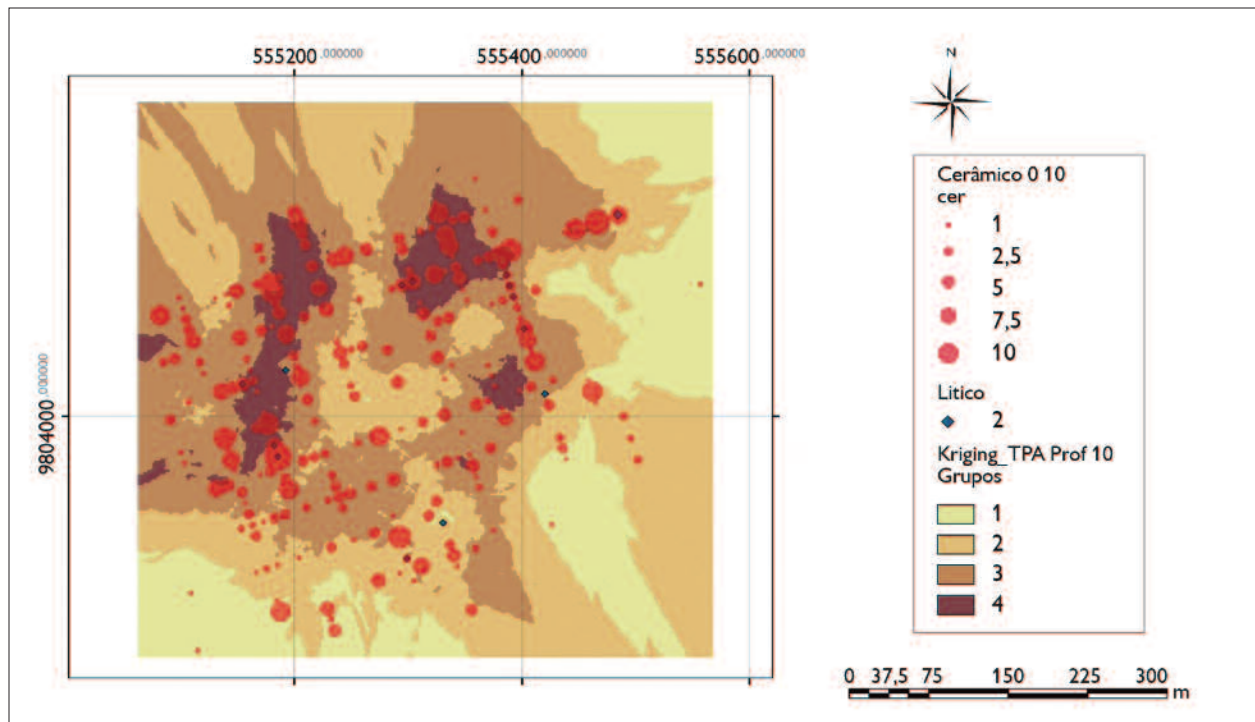 555200,000000
555400,000000
555600,000000
9804000,000000
N
Cerâmico 0 10
cer
1
2,5
5
7,5
10
Litico
2
Kriging_TPA Prof 10
Grupos
1
2
3
4
0 37,5 75 150 225 300
m